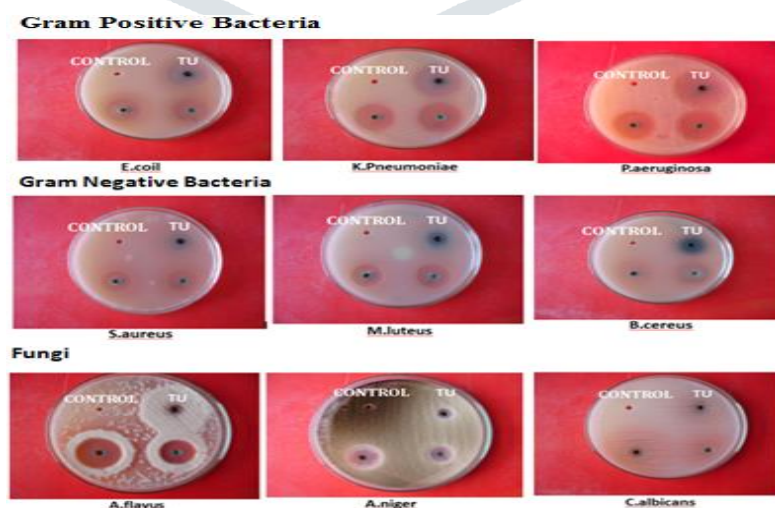 Gram Positive Bacteria
CONTROL TU
CONTROL TU
CONTROL TU
E.coil
K.Pneumoniae
P.aeruginosa
Gram Negative Bacteria
CONTROL TU
CONTROL TU
CONTROL TU
S.aureus
M.luteus
B.cereus
Fungi
CONTROL TU
CONTROL TU
CONTROL TU
A.flavus
A.niger
C.albicans